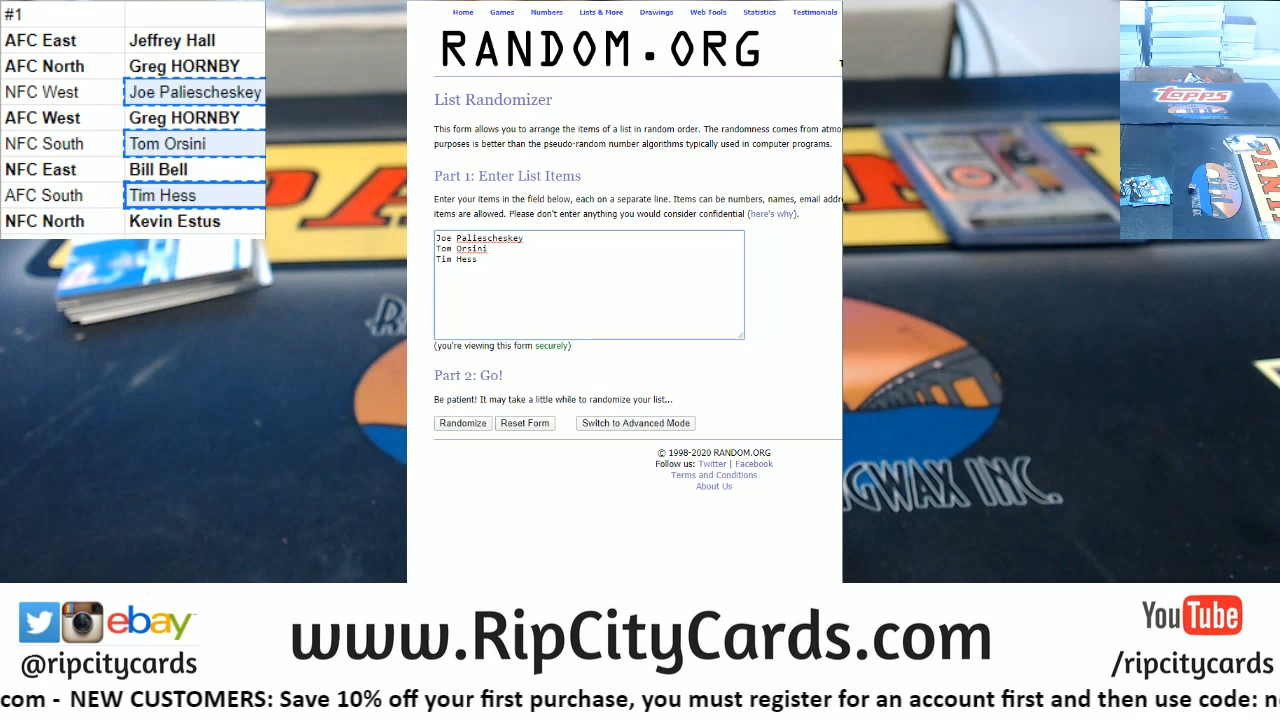 #1
AFC East Jeffrey Hall
AFC North Greg HORNBY
NFC West Joe Paliescheskey
AFC West Greg HORNBY
NFC South Tom Orsini
NFC East Bill Bell
AFC South Tim Hess
NFC North Kevin Estus
Home Games Numbers Lists & More Drawings Web Tools Statistics Testimonials
RANDOM.ORG
List Randomizer
This form allows you to arrange the items of a list in random order. The randomness comes from atmo
purposes is better than the pseudo-random number algorithms typically used in computer programs.
Part 1: Enter List Items
Enter your items in the field below, each on a separate line. Items can be numbers, names, email addr
items are allowed. Please don't enter anything you would consider confidential (here's why).
Joe Paliescheskey
Tom Orsini
Tim Hess
(you're viewing this form securely)
Part 2: Go!
Be patient! It may take a little while to randomize your list...
Randomize Reset Form Switch to Advanced Mode
© 1998-2020 RANDOM.ORG
Follow us: Twitter | Facebook
Terms and Conditions
About Us
Topps
GWAX INC.
ebay
@ripcitycards
www.RipCityCards.com
YouTube
/ripcitycards
com - NEW CUSTOMERS: Save 10% off your first purchase, you must register for an account first and then use code: n